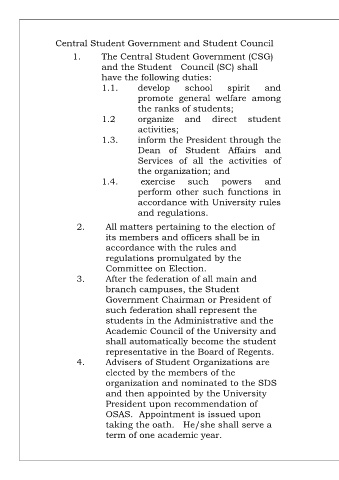 Central Student Government and Student Council
1. The Central Student Government (CSG)
and the Student Council (SC) shall
have the following duties:
1.1. develop school spirit and
promote general welfare among
the ranks of students;
1.2 organize and direct student
activities;
1.3. inform the President through the
Dean of Student Affairs and
Services of all the activities of
the organization; and
1.4. exercise such powers and
perform other such functions in
accordance with University rules
and regulations.
2. All matters pertaining to the election of
its members and officers shall be in
accordance with the rules and
regulations promulgated by the
Committee on Election.
3. After the federation of all main and
branch campuses, the Student
Government Chairman or President of
such federation shall represent the
students in the Administrative and the
Academic Council of the University and
shall automatically become the student
representative in the Board of Regents.
4. Advisers of Student Organizations are
elected by the members of the
organization and nominated to the SDS
and then appointed by the University
President upon recommendation of
OSAS. Appointment is issued upon
taking the oath. He/she shall serve a
term of one academic year.